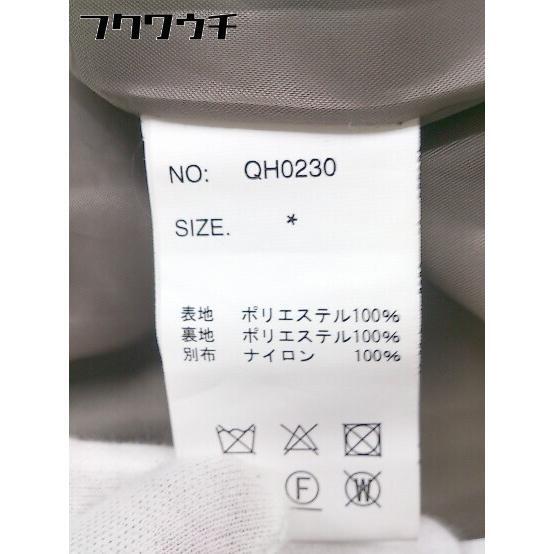 フクワウチ
NO: QH0230
SIZE. *
表地 ポリエステル100%
裏地 ポリエステル100%
別布 ナイロン 100%
F W